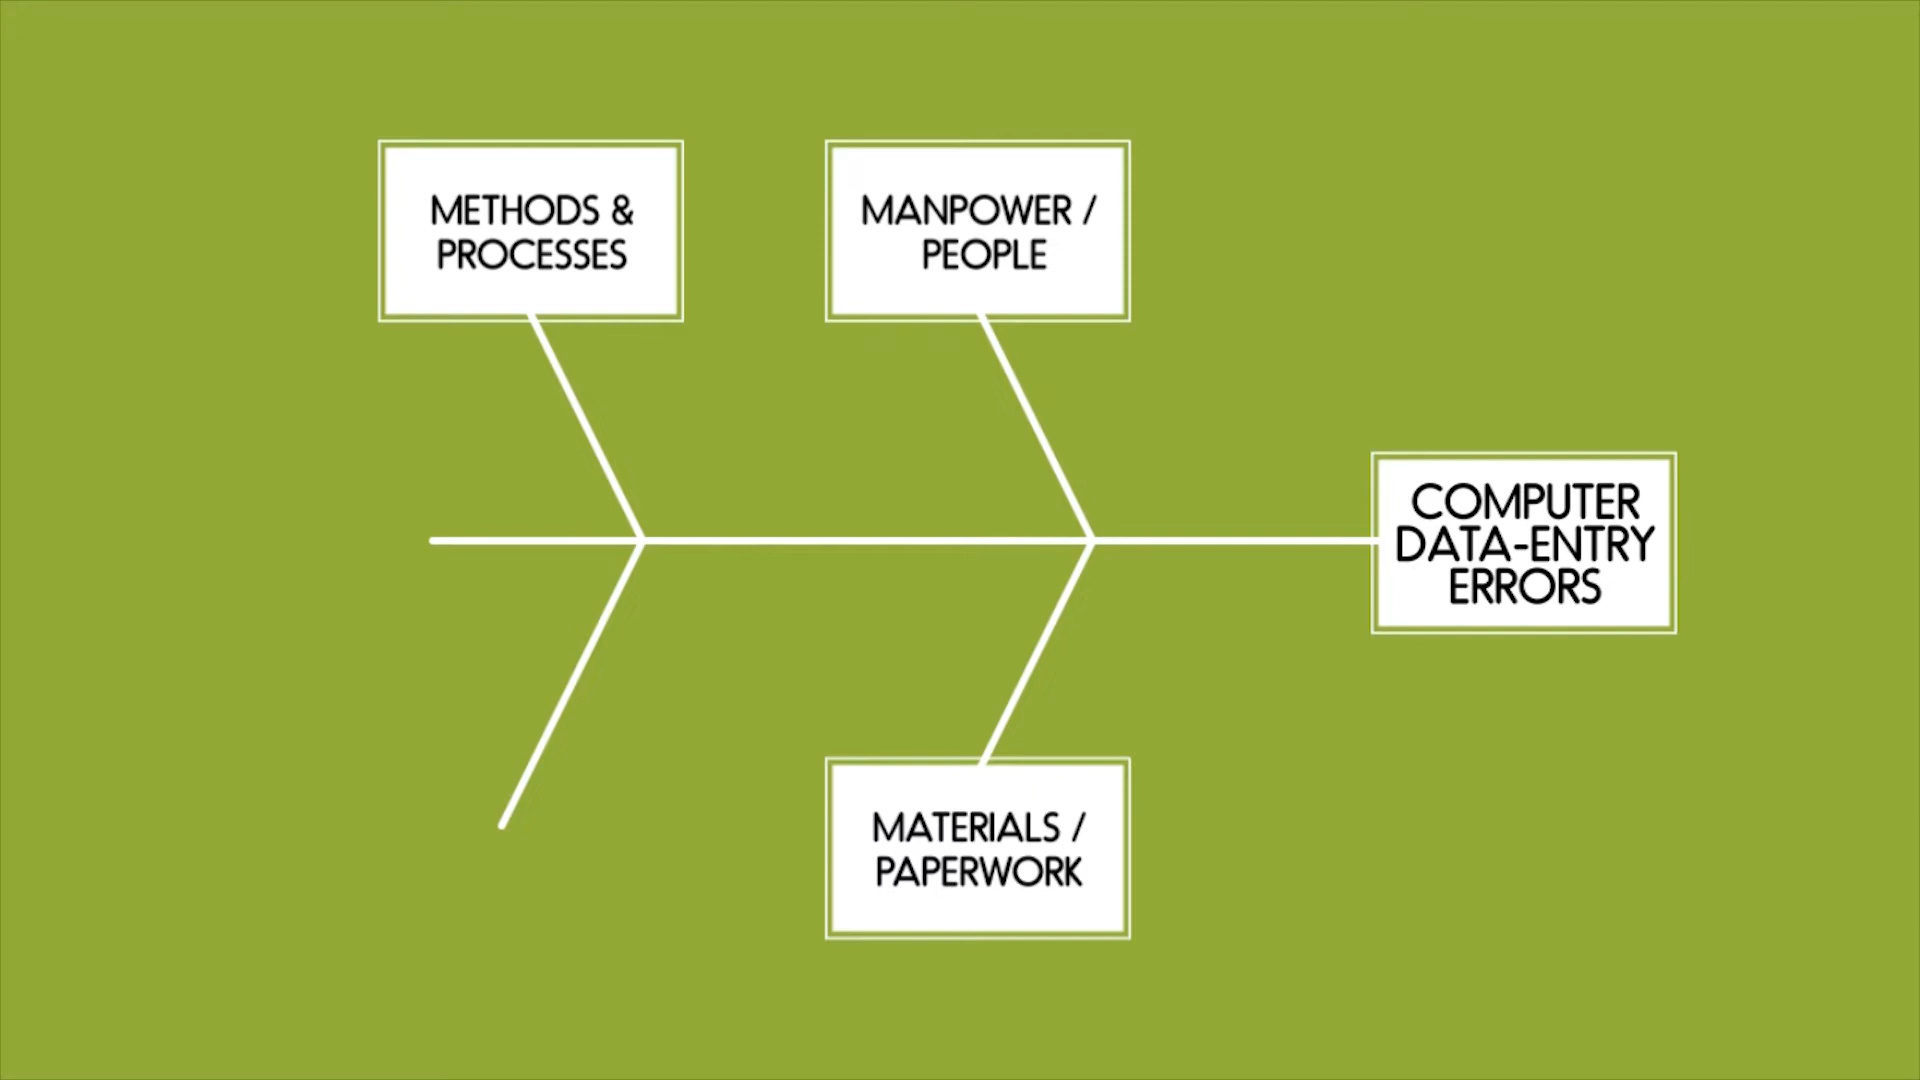 METHODS &
PROCESSES
MANPOWER /
PEOPLE
COMPUTER
DATA-ENTRY
ERRORS
MATERIALS /
PAPERWORK